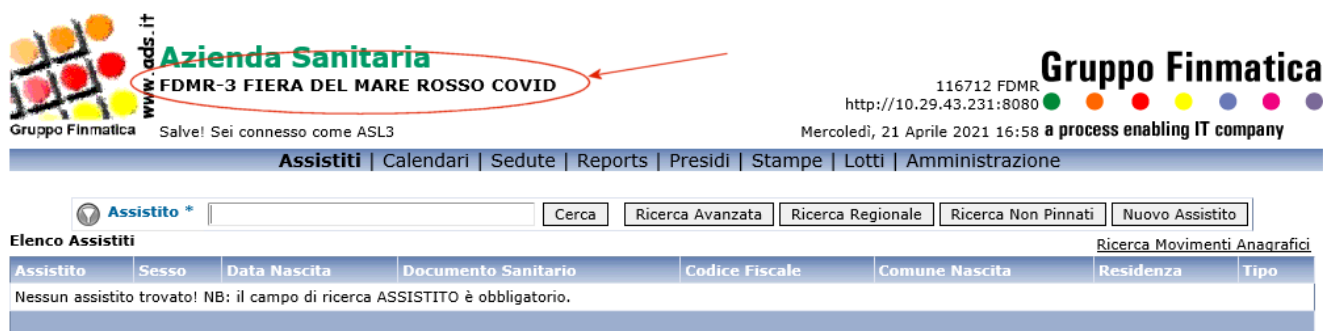 www.ads.it
Gruppo Finmatica
Azienda Sanitaria
FDMR-3 FIERA DEL MARE ROSSO COVID
Salve! Sei connesso come ASL3
116712 FDMR
http://10.29.43.231:8080
Mercoledì, 21 Aprile 2021 16:58
Gruppo Finmatica
a process enabling IT company
Assistiti | Calendari | Sedute | Reports | Presidi | Stampe | Lotti | Amministrazione
Assistito * Cerca Ricerca Avanzata Ricerca Regionale Ricerca Non Pinnati Nuovo Assistito
Elenco Assistiti Ricerca Movimenti Anagrafici
Assistito Sesso Data Nascita Documento Sanitario Codice Fiscale Comune Nascita Residenza Tipo
Nessun assistito trovato! NB: il campo di ricerca ASSISTITO è obbligatorio.